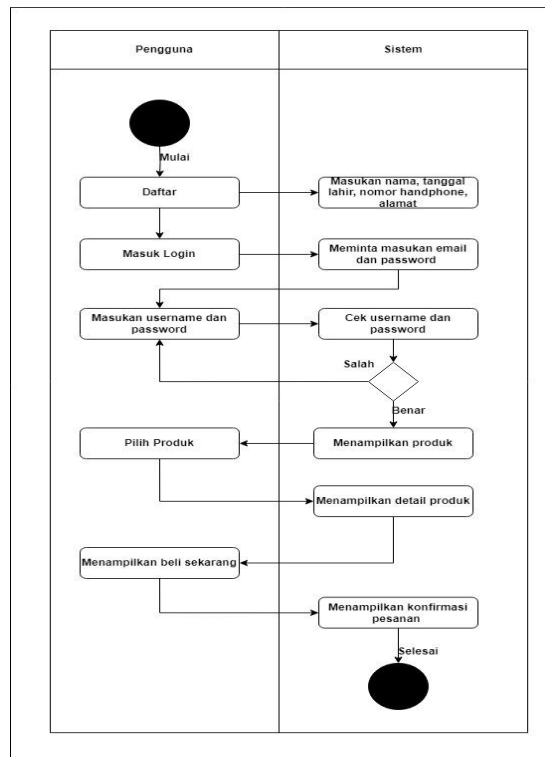 Pengguna
Sistem
Mulai
Daftar
Masukan nama, tanggal
lahir, nomor handphone,
alamat
Masuk Login
Meminta masukan email
dan password
Masukan username dan
password
Cek username dan
password
Salah
Benar
Pilih Produk
Menampilkan produk
Menampilkan detail produk
Menampilkan beli sekarang
Menampilkan konfirmasi
pesanan
Selesai